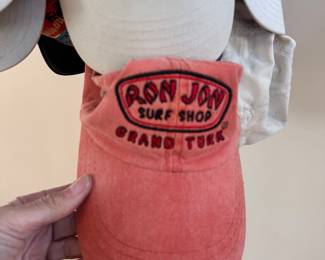 RON JON
SURF SHOP
GRAND TURK